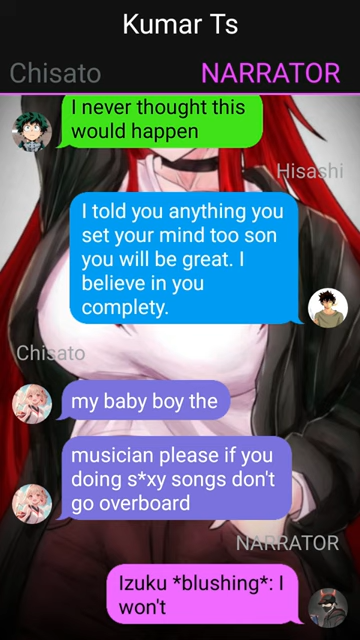 Kumar Ts
Chisato
NARRATOR
I never thought this
would happen
Hisashi
I told you anything you
set your mind too son
you will be great. I
believe in you
complety.
Chisato
my baby boy the
musician please if you
doing s*xy songs don't
go overboard
NARRATOR
Izuku *blushing*: I
won't